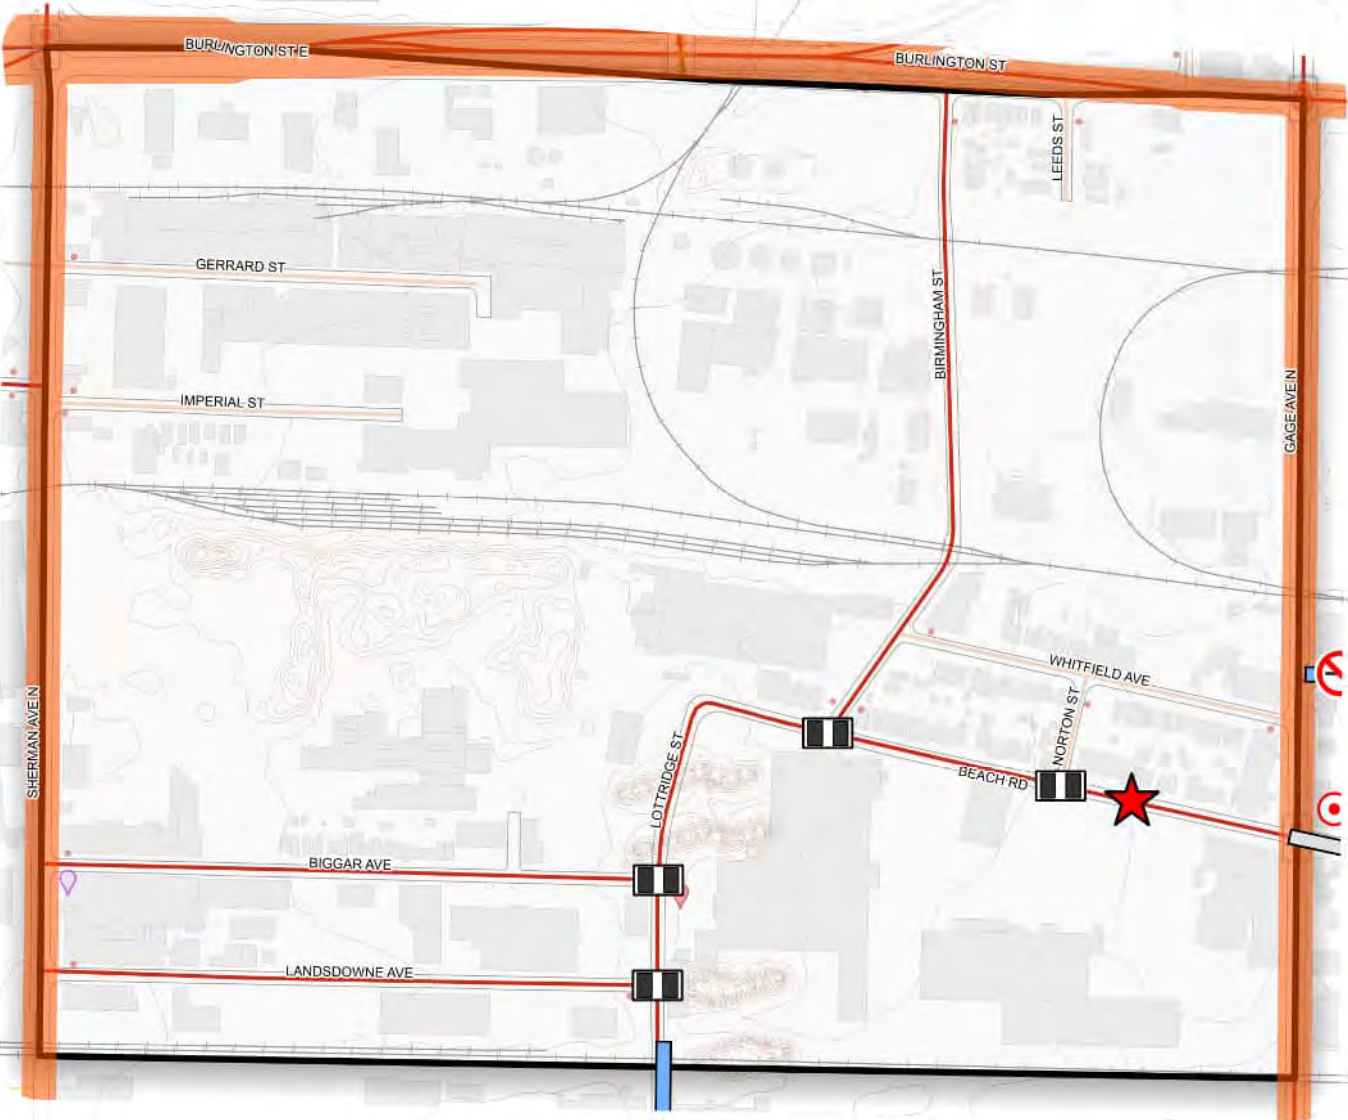 BURLINGTON ST E
BURLINGTON ST
LEEDS ST
GERRARD ST
BIRMINGHAM ST
IMPERIAL ST
GAGE AVE N
WHITFIELD AVE
NORTON ST
SHERMAN AVE N
LOTTRIDGE ST
BEACH RD
BIGGAR AVE
LANDSDOWNE AVE